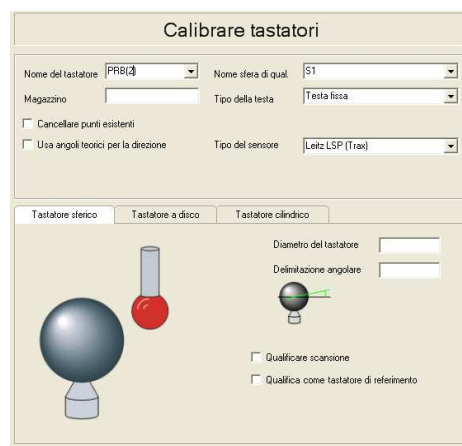 Calibrare tastatori
Nome del tastatore PRB(2) Nome sfera di qual. S1
Magazzino Tipo della testa Testa fissa
Cancellare punti esistenti
Usa angoli teorici per la direzione Tipo del sensore Leitz LSP (Trax)
Tastatore sferico Tastatore a disco Tastatore cilindrico
Diametro del tastatore
Delimitazione angolare
Qualificare scansione
Qualifica come tastatore di referimento